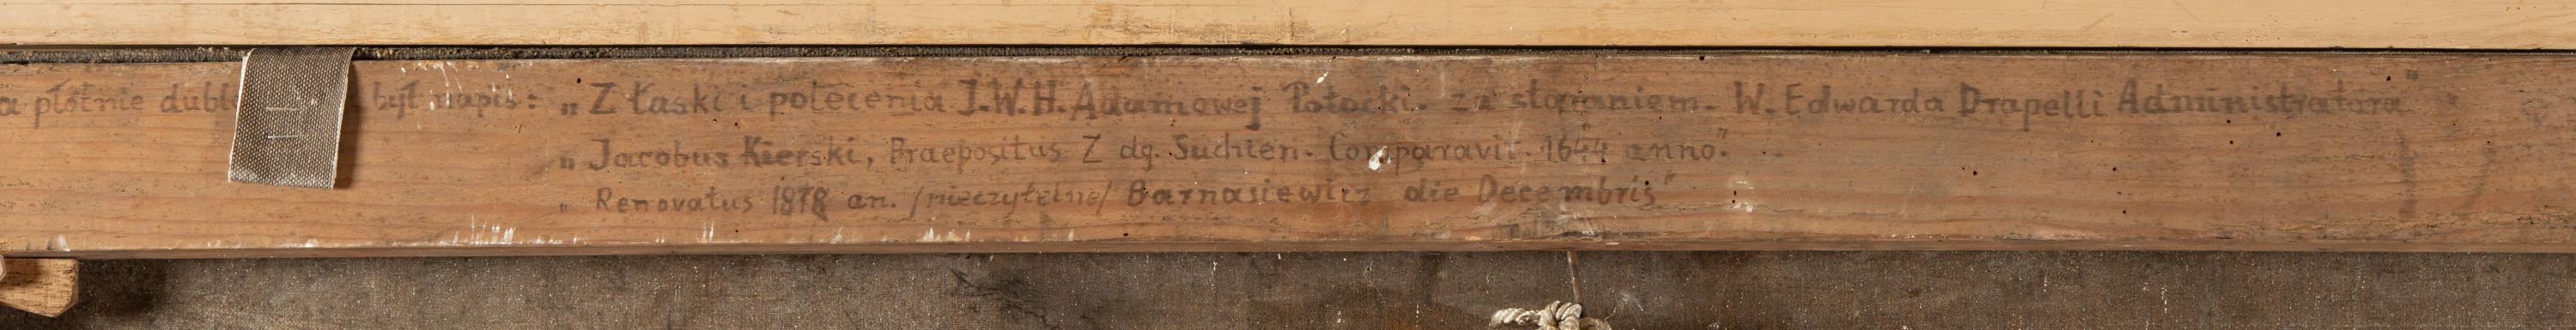 a płótnie dubl był napis: „Z łaski i polecenia J.W.H. Adamowej Potocki. za staraniem. W. Edwarda Drapelli Administratora"
„Jacobus Kierski, Praepositus Z dg. Suchien. Comparavit. 1644 anno."
„Renovatus 1878 an. /nieczytelne/ Barnasiewicz die Decembris"